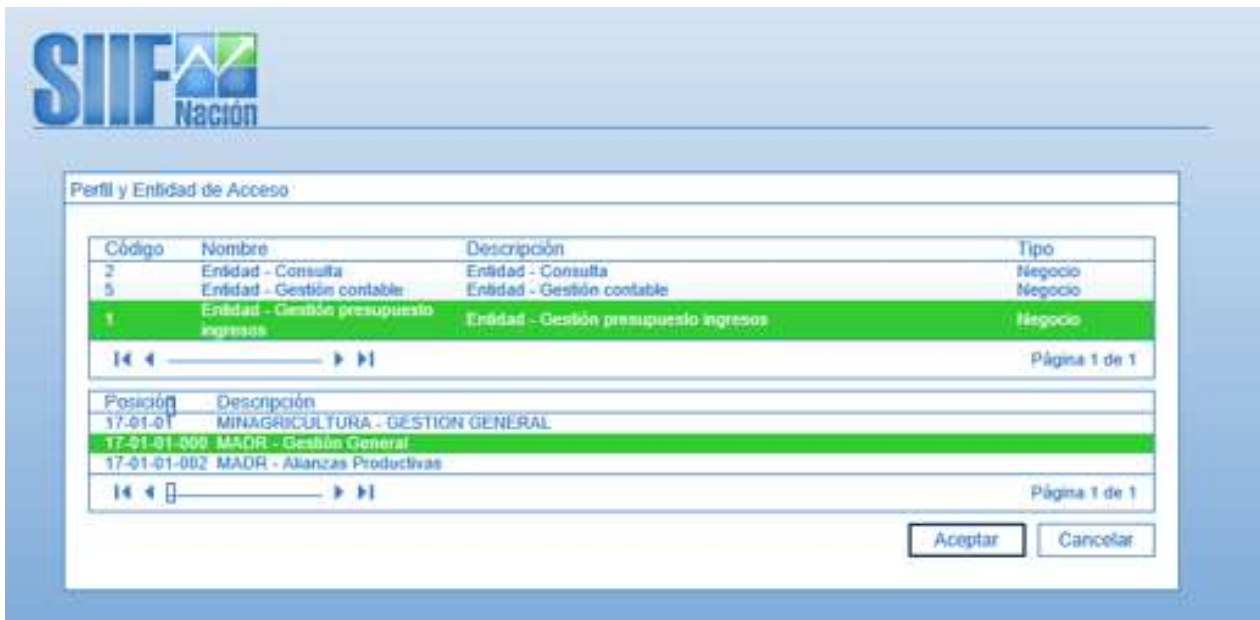 SIIF
Nación
Perfil y Entidad de Acceso
Código Nombre Descripción Tipo
2 Entidad - Consulta Entidad - Consulta Negocio
5 Entidad - Gestión contable Entidad - Gestión contable Negocio
1 Entidad - Gestión presupuesto ingresos Entidad - Gestión presupuesto ingresos Negocio
Página 1 de 1
Posición Descripción
17-01-01 MINAGRICULTURA - GESTION GENERAL
17-01-01-000 MADR - Gestión General
17-01-01-002 MADR - Alianzas Productivas
Página 1 de 1
Aceptar Cancelar